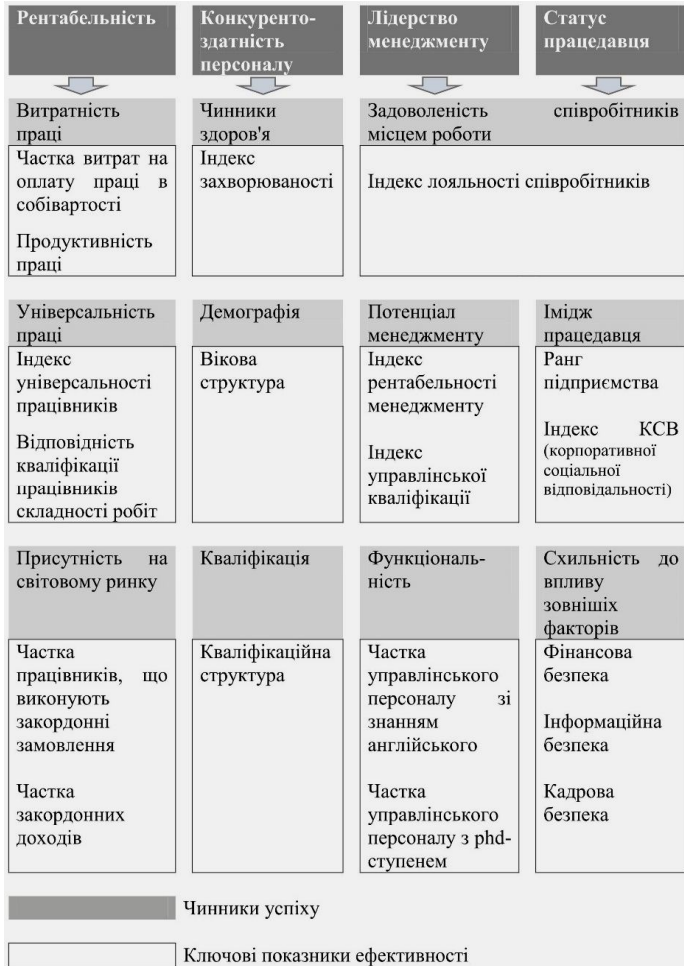 Рентабельність
Конкуренто-
здатність
персоналу
Лідерство
менеджменту
Статус
працедавця
Витратність
праці
Чинники
здоров'я
Задоволеність співробітників
місцем роботи
Частка витрат на
оплату праці в
собівартості
Продуктивність
праці
Індекс
захворюваності
Індекс лояльності співробітників
Універсальність
праці
Демографія
Потенціал
менеджменту
Імідж
працедавця
Індекс
універсальності
працівників
Відповідність
кваліфікації
працівників
складності робіт
Вікова
структура
Індекс
рентабельності
менеджменту
Індекс
управлінської
кваліфікації
Ранг
підприємства
Індекс КСВ
(корпоративної
соціальної
відповідальності)
Присутність на
світовому ринку
Кваліфікація
Функціональ-
ність
Схильність до
впливу
зовнішіх
факторів
Частка
працівників, що
виконують
закордонні
замовлення
Частка
закордонних
доходів
Кваліфікаційна
структура
Частка
управлінського
персоналу зі
знанням
англійського
Частка
управлінського
персоналу з phd-
ступенем
Фінансова
безпека
Інформаційна
безпека
Кадрова
безпека
Чинники успіху
Ключові показники ефективності